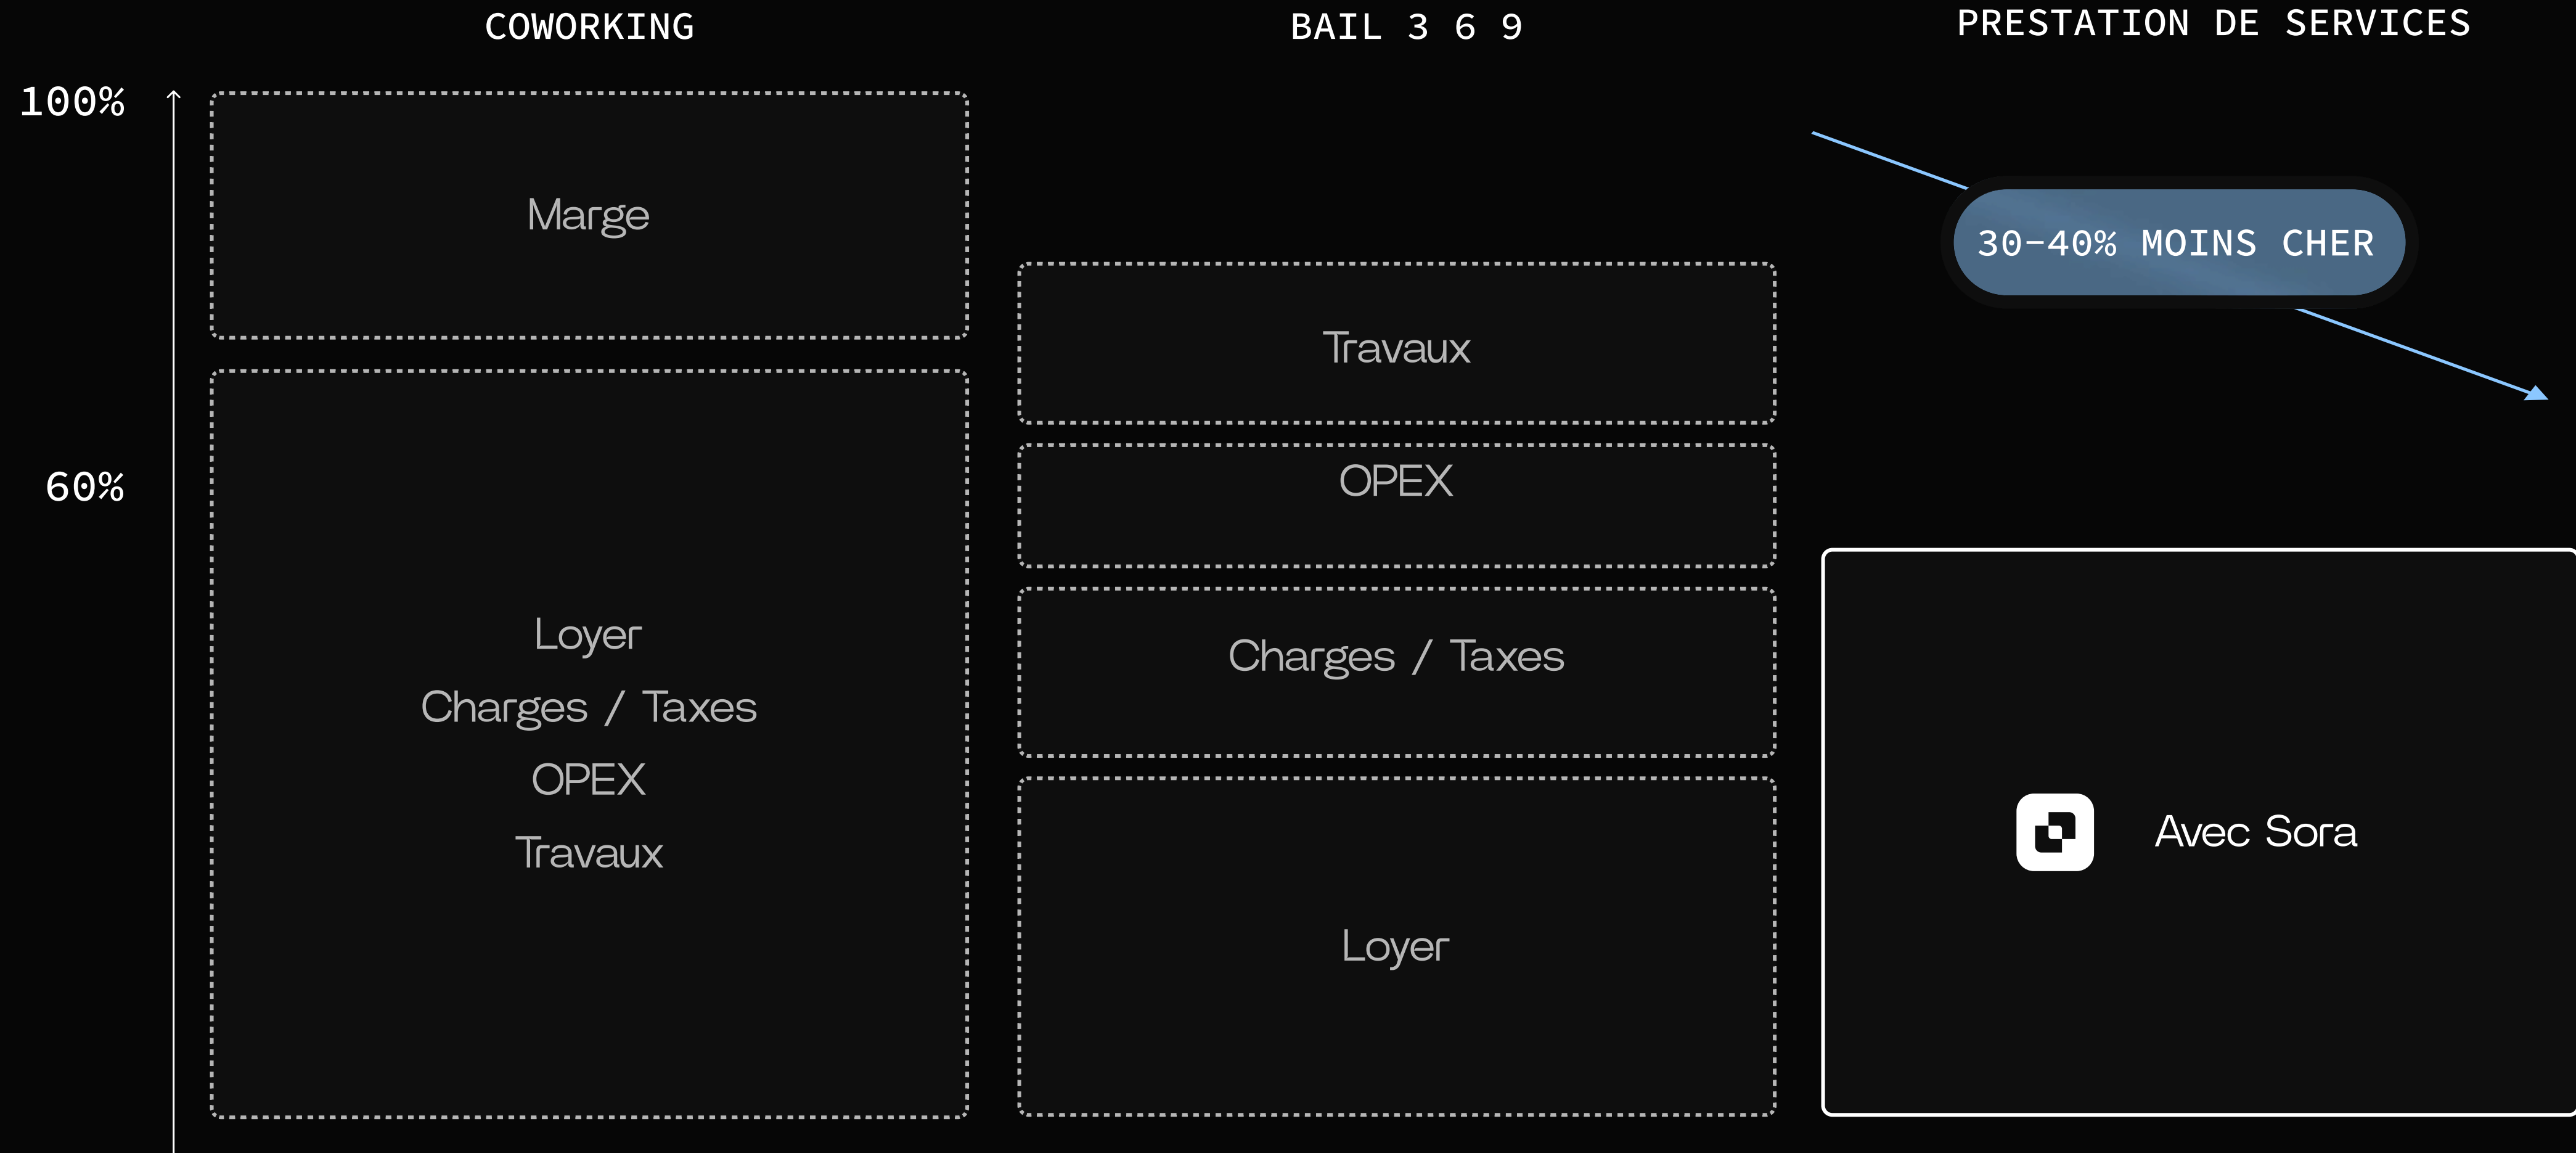 COWORKING
BAIL 3 6 9
PRESTATION DE SERVICES
100%
60%
Marge
Loyer
Charges / Taxes
OPEX
Travaux
Travaux
OPEX
Charges / Taxes
Loyer
30-40% MOINS CHER
Avec Sora